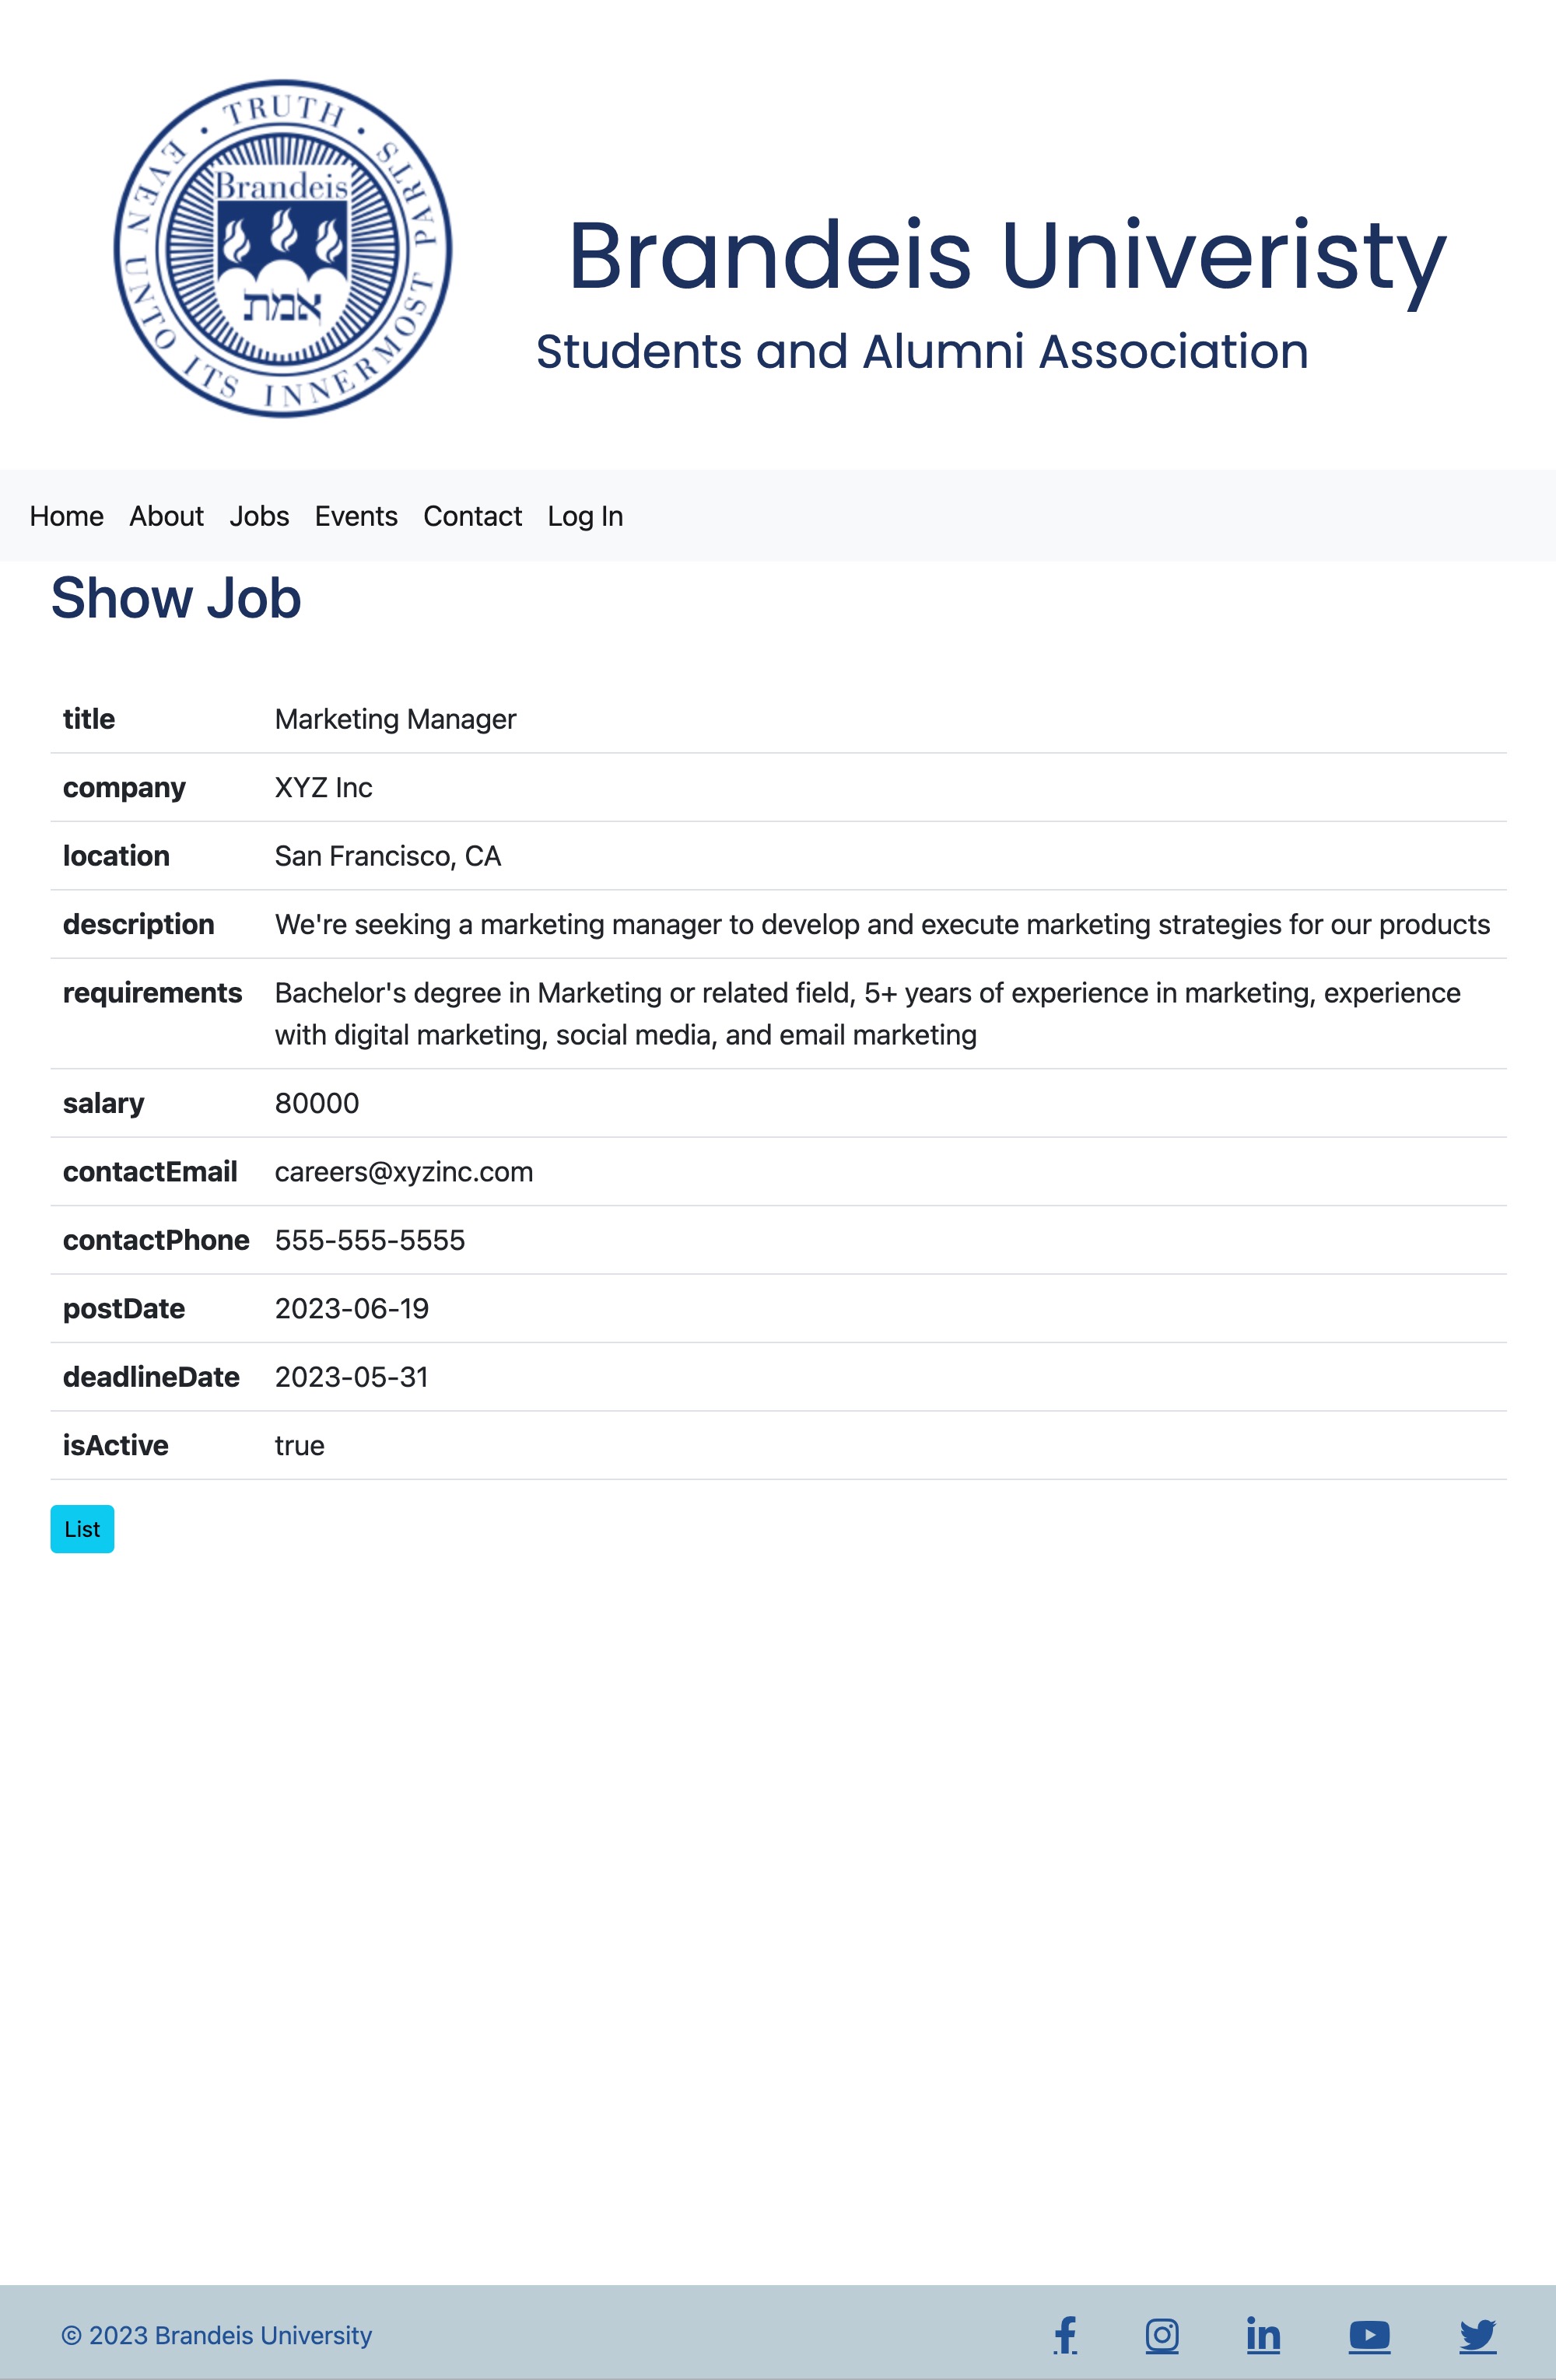 TRUTH • EVEN UNTO ITS INNERMOST PARTS •
Brandeis
אמת
Brandeis Univeristy
Students and Alumni Association
Home About Jobs Events Contact Log In
Show Job
title Marketing Manager
company XYZ Inc
location San Francisco, CA
description We're seeking a marketing manager to develop and execute marketing strategies for our products
requirements Bachelor's degree in Marketing or related field, 5+ years of experience in marketing, experience
with digital marketing, social media, and email marketing
salary 80000
contactEmail careers@xyzinc.com
contactPhone 555-555-5555
postDate 2023-06-19
deadlineDate 2023-05-31
isActive true
List
© 2023 Brandeis University